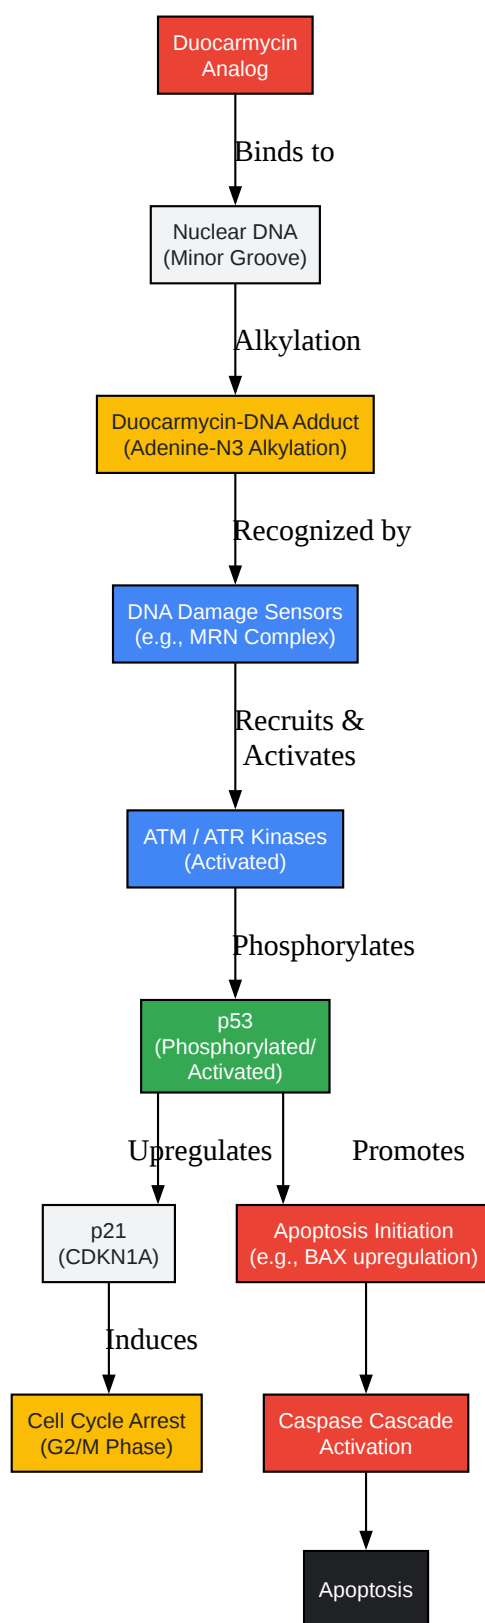 Duocarmycin
Analog
Binds to
Nuclear DNA
(Minor Groove)
Alkylation
Duocarmycin-DNA Adduct
(Adenine-N3 Alkylation)
Recognized by
DNA Damage Sensors
(e.g., MRN Complex)
Recruits &
Activates
ATM / ATR Kinases
(Activated)
Phosphorylates
p53
(Phosphorylated/
Activated)
Upregulates
Promotes
p21
(CDKN1A)
Apoptosis Initiation
(e.g., BAX upregulation)
Induces
Cell Cycle Arrest
(G2/M Phase)
Caspase Cascade
Activation
Apoptosis